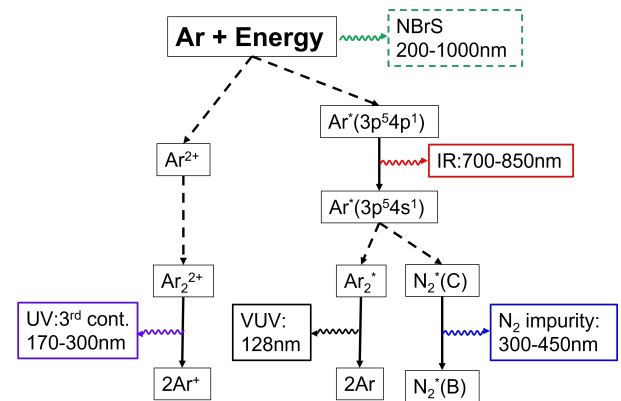 Ar + Energy
NBrS
200-1000nm
Ar*(3p⁵4p¹)
Ar²⁺
IR:700-850nm
Ar*(3p⁵4s¹)
Ar₂²⁺
Ar₂*
N₂*(C)
UV:3ʳᵈ cont.
170-300nm
VUV:
128nm
N₂ impurity:
300-450nm
2Ar⁺
2Ar
N₂*(B)